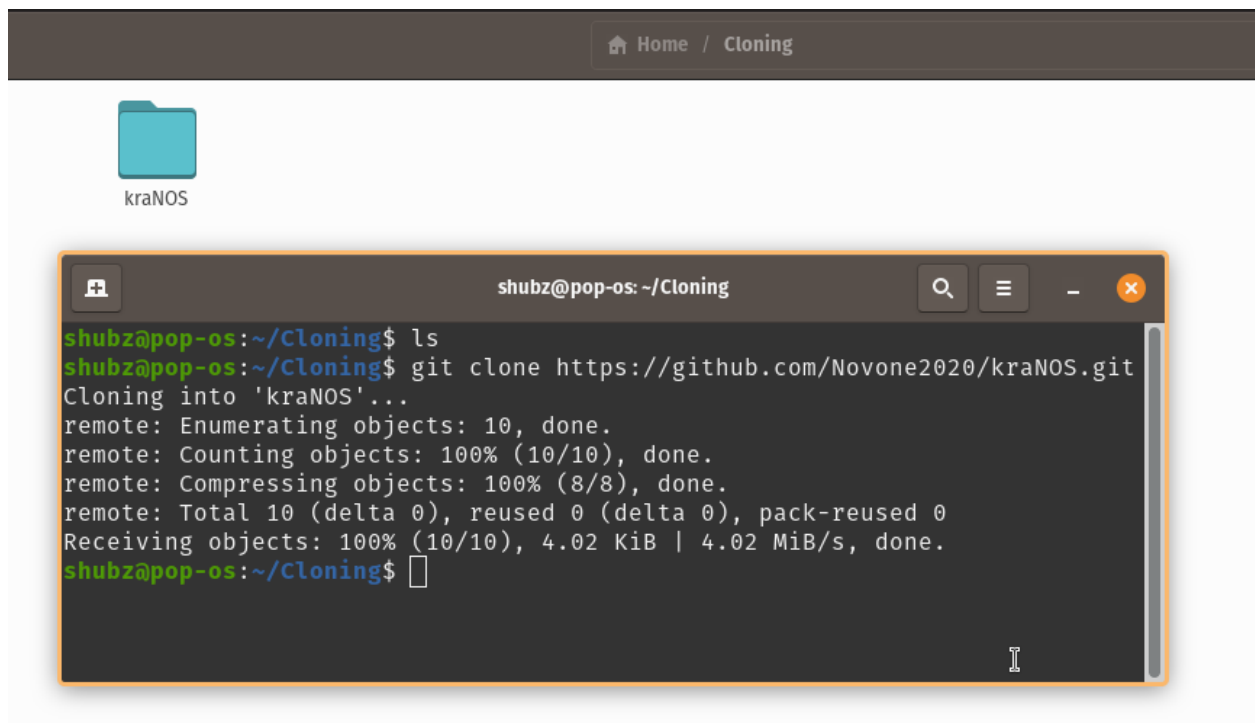 Home / Cloning
kraNOS
shubz@pop-os: ~/Cloning
shubz@pop-os:~/Cloning$ ls
shubz@pop-os:~/Cloning$ git clone https://github.com/Novone2020/kraNOS.git
Cloning into 'kraNOS'...
remote: Enumerating objects: 10, done.
remote: Counting objects: 100% (10/10), done.
remote: Compressing objects: 100% (8/8), done.
remote: Total 10 (delta 0), reused 0 (delta 0), pack-reused 0
Receiving objects: 100% (10/10), 4.02 KiB | 4.02 MiB/s, done.
shubz@pop-os:~/Cloning$